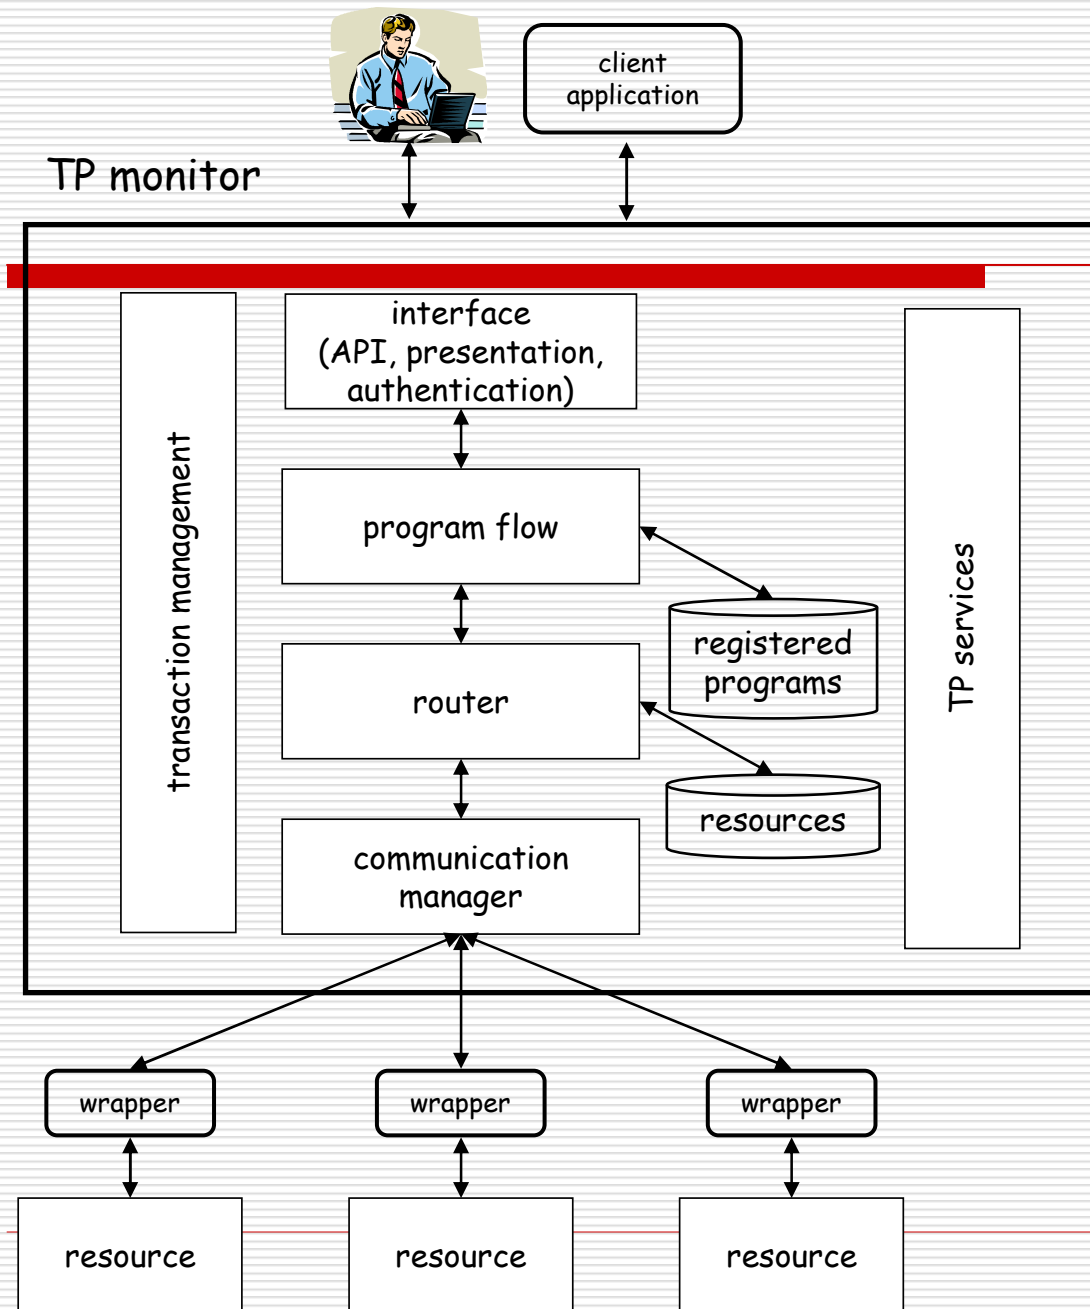 client
application
TP monitor
interface
(API, presentation,
authentication)
transaction management
program flow
TP services
registered
programs
router
resources
communication
manager
wrapper
wrapper
wrapper
resource
resource
resource